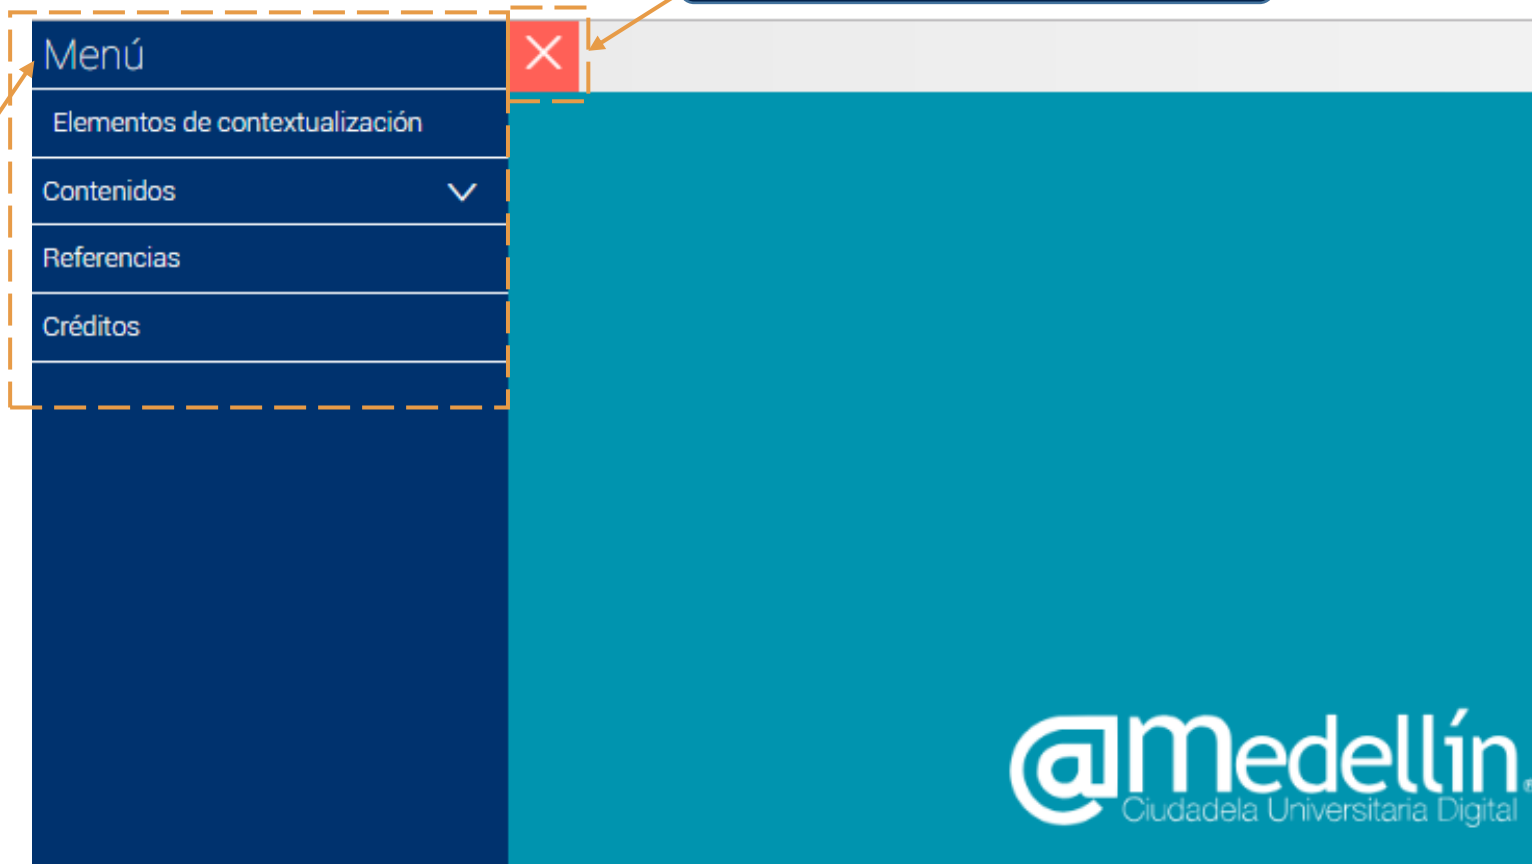 Menú
Elementos de contextualización
Contenidos
Referencias
Créditos
@Medellín
Ciudadela Universitaria Digital